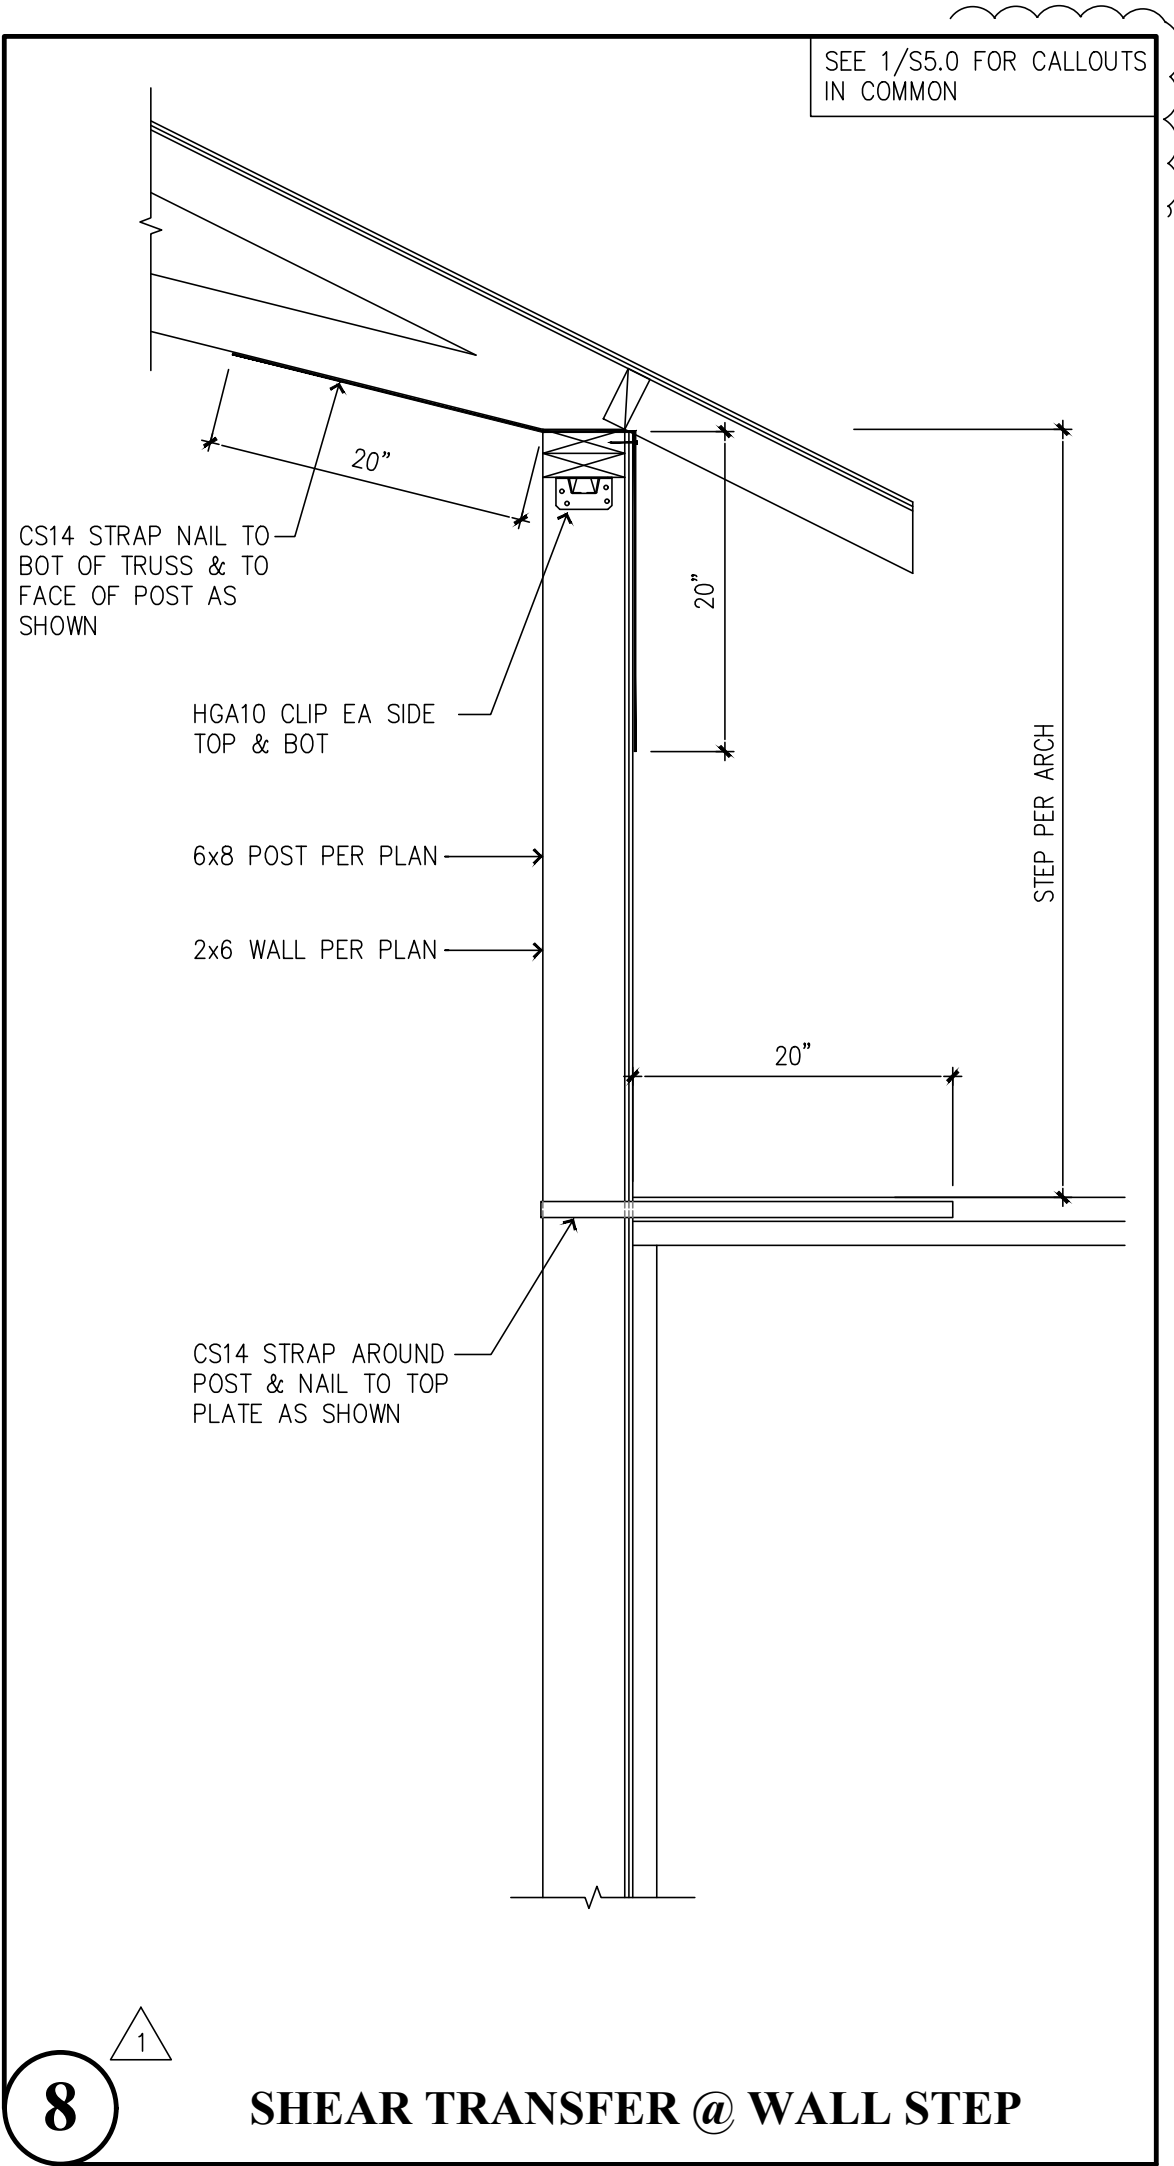 SEE 1/S5.0 FOR CALLOUTS
IN COMMON
20"
CS14 STRAP NAIL TO
BOT OF TRUSS & TO
FACE OF POST AS
SHOWN
20"
HGA10 CLIP EA SIDE
TOP & BOT
STEP PER ARCH
6x8 POST PER PLAN
2x6 WALL PER PLAN
20"
CS14 STRAP AROUND
POST & NAIL TO TOP
PLATE AS SHOWN
1
8
SHEAR TRANSFER @ WALL STEP